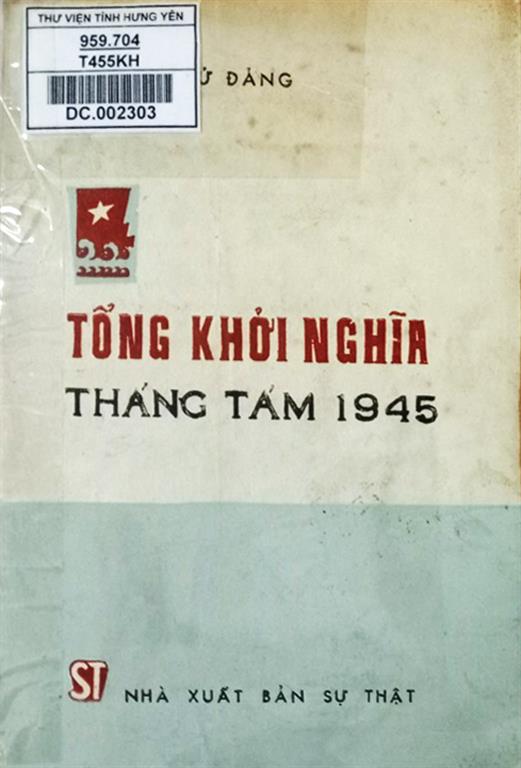 THƯ VIỆN TỈNH HƯNG YÊN
959.704
T455KH
DC.002303
ĐẢNG
TỔNG KHỞI NGHĨA
THÁNG TÁM 1945
ST
NHÀ XUẤT BẢN SỰ THẬT